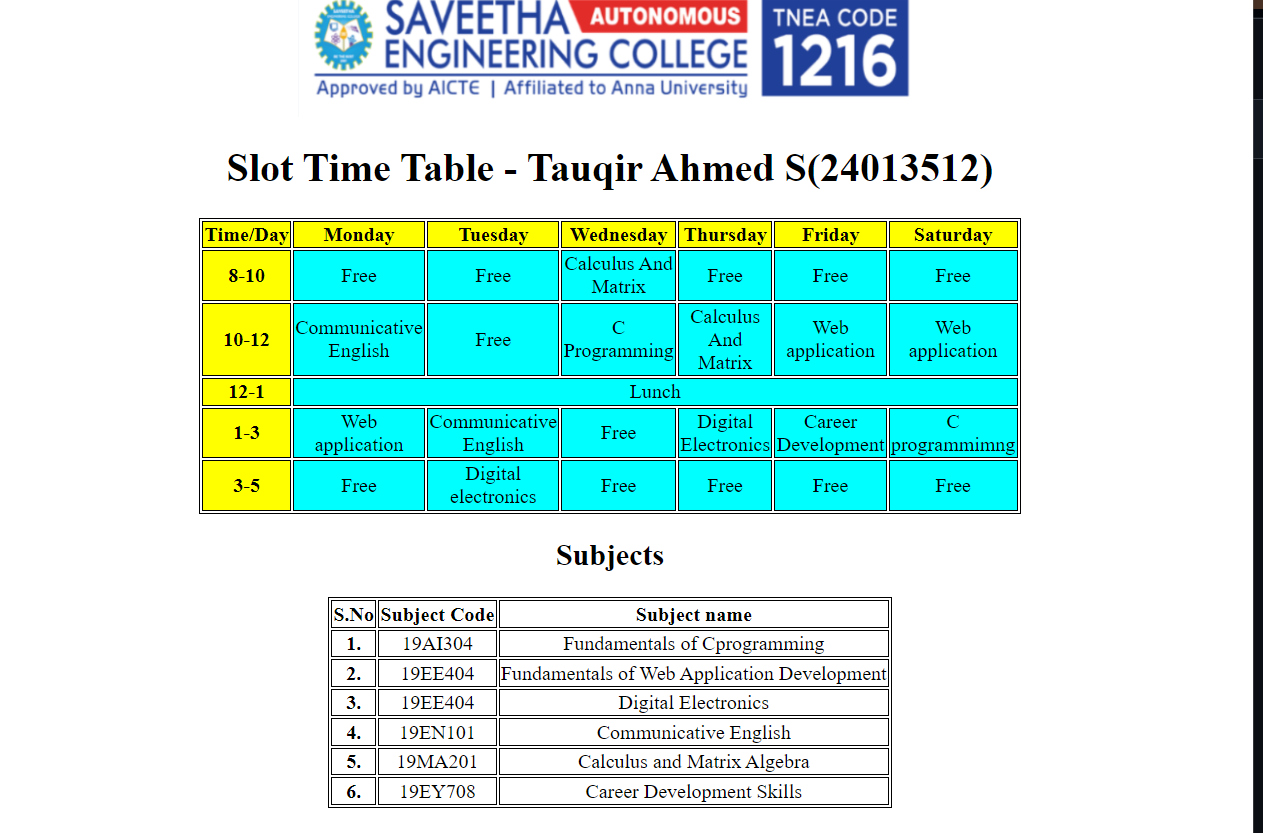 SAVEETHA AUTONOMOUS
ENGINEERING COLLEGE
Approved by AICTE | Affiliated to Anna University
TNEA CODE
1216
Slot Time Table - Tauqir Ahmed S(24013512)
Time/Day Monday Tuesday Wednesday Thursday Friday Saturday
8-10 Free Free Calculus And Matrix Free Free Free
10-12 Communicative English Free C Programming Calculus And Matrix Web application Web application
12-1 Lunch
1-3 Web application Communicative English Free Digital Electronics Career Development C programmimng
3-5 Free Digital electronics Free Free Free Free
Subjects
S.No Subject Code Subject name
1. 19AI304 Fundamentals of Cprogramming
2. 19EE404 Fundamentals of Web Application Development
3. 19EE404 Digital Electronics
4. 19EN101 Communicative English
5. 19MA201 Calculus and Matrix Algebra
6. 19EY708 Career Development Skills